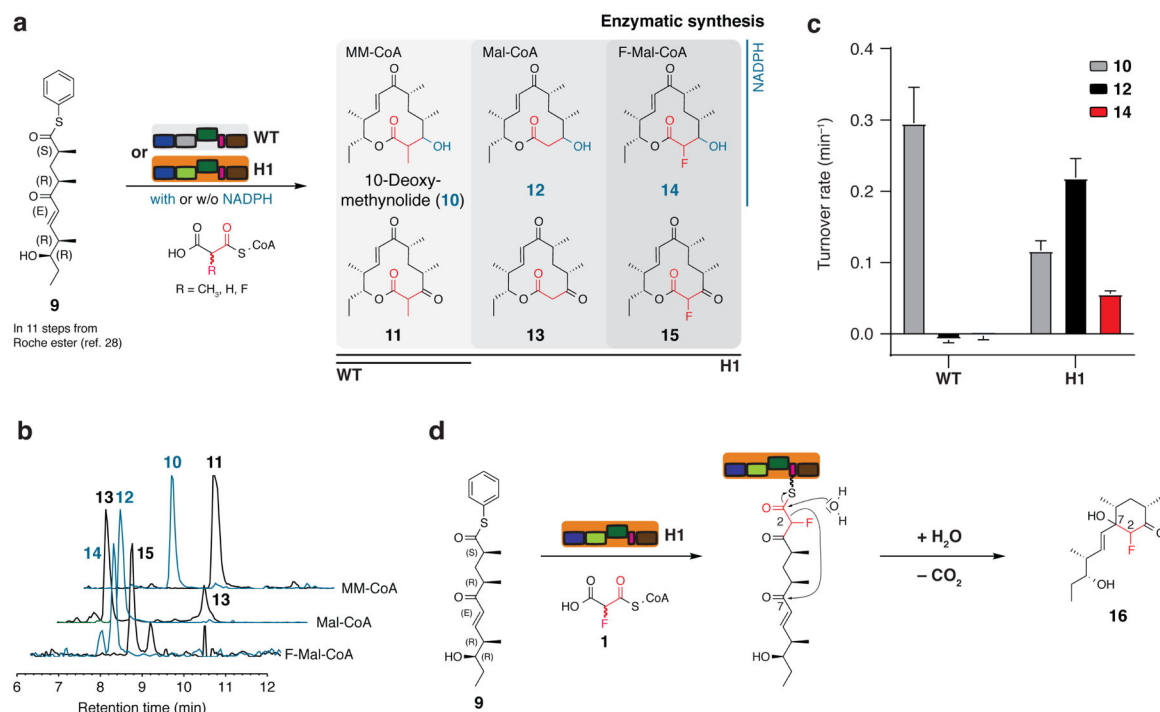 a
Enzymatic synthesis
MM-CoA
Mal-CoA
F-Mal-CoA
NADPH
S
O
(S)
(R)
O
(E)
(R)
HO
(R)
9
In 11 steps from
Roche ester (ref. 28)
or
WT
H1
with or w/o NADPH
O
O
HO
S
CoA
R
R = CH₃, H, F
O
O
O
OH
O
O
O
OH
O
O
O
OH
F
10-Deoxy-
methynolide (10)
12
14
O
O
O
O
O
O
O
O
O
O
O
O
F
11
13
15
WT
H1
c
Turnover rate (min⁻¹)
0.4
0.3
0.2
0.1
0.0
10
12
14
WT
H1
b
10
11
13
12
14
15
13
MM-CoA
Mal-CoA
F-Mal-CoA
6
7
8
9
10
11
12
Retention time (min)
d
S
O
(S)
(R)
O
(E)
(R)
HO
(R)
9
H1
O
O
HO
S
CoA
F
1
S
O
H
O
H
2
F
O
O
7
HO
+ H₂O
– CO₂
HO
7
2
O
F
OH
16